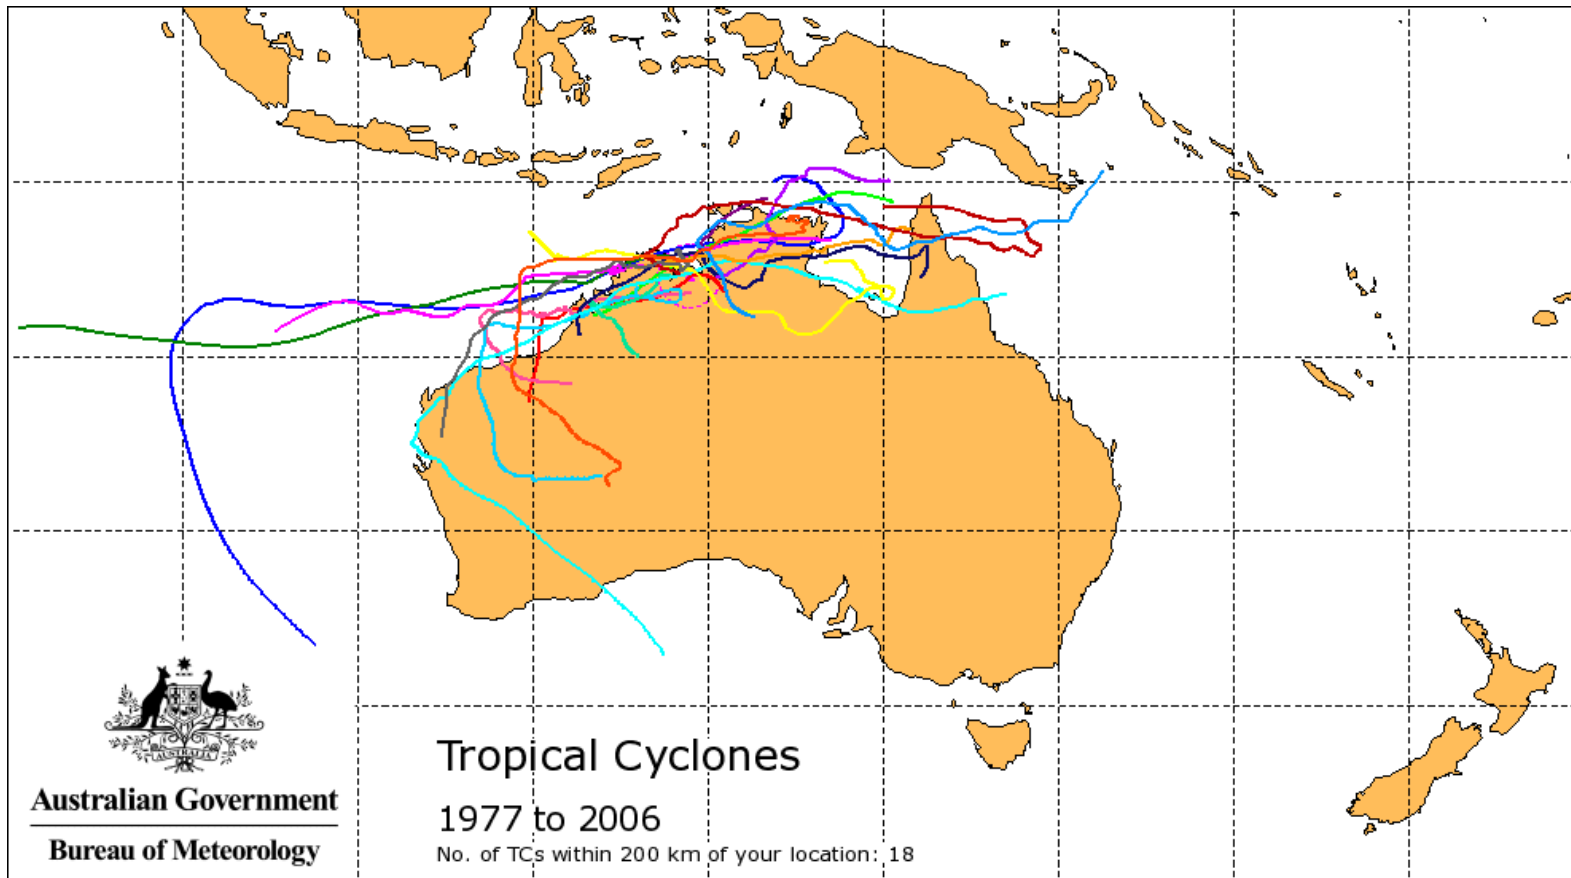 Tropical Cyclones
1977 to 2006
No. of TCs within 200 km of your location: 18
AUSTRALIA
Australian Government
Bureau of Meteorology